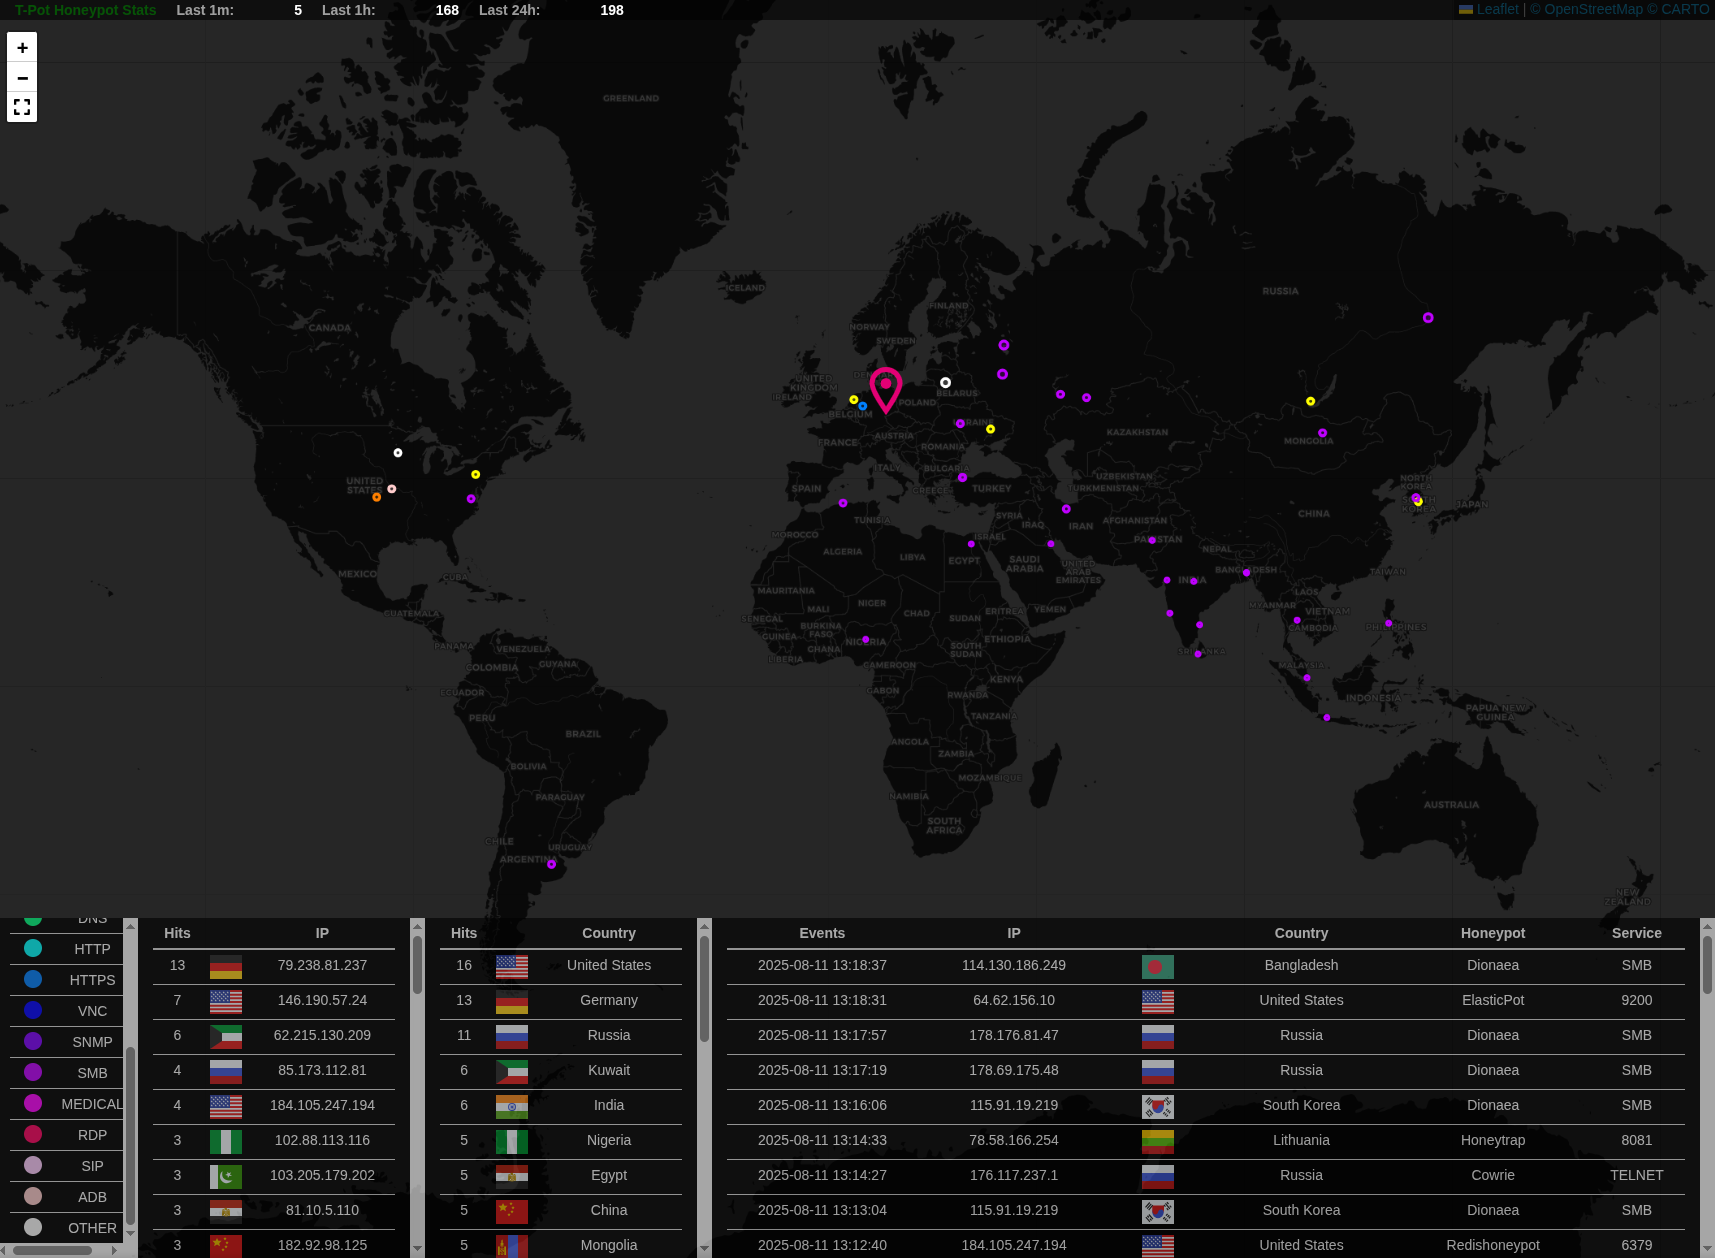 T-Pot Honeypot Stats Last 1m: 5 Last 1h: 168 Last 24h: 198
Leaflet | © OpenStreetMap © CARTO
+
−
GREENLAND
ICELAND
RUSSIA
FINLAND
CANADA
NORWAY
SWEDEN
UNITED
KINGDOM
IRELAND
BELARUS
POLAND
BELGIUM
UKRAINE
KAZAKHSTAN
MONGOLIA
FRANCE
AUSTRIA
ROMANIA
ITALY
BULGARIA
UZBEKISTAN
TURKMENISTAN
NORTH
KOREA
UNITED
STATES
SPAIN
GREECE
TURKEY
SOUTH
KOREA
JAPAN
CHINA
TUNISIA
SYRIA
IRAQ
IRAN
AFGHANISTAN
MOROCCO
ISRAEL
PAKISTAN
NEPAL
ALGERIA
LIBYA
EGYPT
SAUDI
ARABIA
UNITED
ARAB
EMIRATES
BANGLADESH
TAIWAN
MEXICO
CUBA
INDIA
MAURITANIA
LAOS
GUATEMALA
MALI
NIGER
CHAD
SUDAN
ERITREA
YEMEN
MYANMAR
VIETNAM
SENEGAL
BURKINA
FASO
CAMBODIA
PHILIPPINES
GUINEA
GHANA
NIGERIA
ETHIOPIA
PANAMA
VENEZUELA
LIBERIA
SOUTH
SUDAN
SRI LANKA
COLOMBIA
GUYANA
CAMEROON
MALAYSIA
ECUADOR
GABON
KENYA
RWANDA
INDONESIA
PERU
TANZANIA
PAPUA NEW
GUINEA
BRAZIL
ANGOLA
ZAMBIA
BOLIVIA
MOZAMBIQUE
PARAGUAY
NAMIBIA
AUSTRALIA
SOUTH
AFRICA
CHILE
URUGUAY
ARGENTINA
NEW
ZEALAND
DNS
HTTP
HTTPS
VNC
SNMP
SMB
MEDICAL
RDP
SIP
ADB
OTHER
Hits IP
13 79.238.81.237
7 146.190.57.24
6 62.215.130.209
4 85.173.112.81
4 184.105.247.194
3 102.88.113.116
3 103.205.179.202
3 81.10.5.110
3 182.92.98.125
Hits Country
16 United States
13 Germany
11 Russia
6 Kuwait
6 India
5 Nigeria
5 Egypt
5 China
5 Mongolia
Events IP Country Honeypot Service
2025-08-11 13:18:37 114.130.186.249 Bangladesh Dionaea SMB
2025-08-11 13:18:31 64.62.156.10 United States ElasticPot 9200
2025-08-11 13:17:57 178.176.81.47 Russia Dionaea SMB
2025-08-11 13:17:19 178.69.175.48 Russia Dionaea SMB
2025-08-11 13:16:06 115.91.19.219 South Korea Dionaea SMB
2025-08-11 13:14:33 78.58.166.254 Lithuania Honeytrap 8081
2025-08-11 13:14:27 176.117.237.1 Russia Cowrie TELNET
2025-08-11 13:13:04 115.91.19.219 South Korea Dionaea SMB
2025-08-11 13:12:40 184.105.247.194 United States Redishoneypot 6379